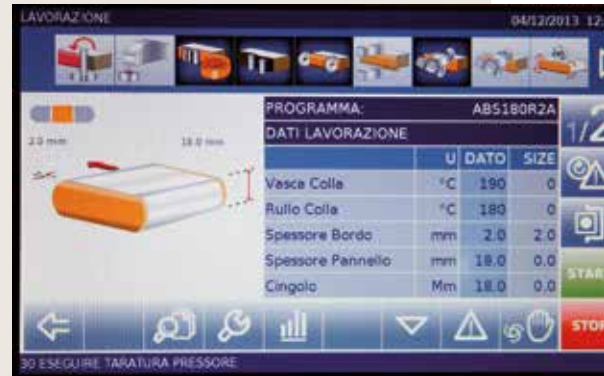 LAVORAZIONE 04/12/2013 12:
PROGRAMMA: ABS180R2A
DATI LAVORAZIONE
U DATO SIZE
Vasca Colla °C 190 0
Rullo Colla °C 180 0
Spessore Bordo mm 2.0 2.0
Spessore Pannello mm 18.0 0.0
Cingolo Mm 18.0 0.0
2.0 mm 18.0 mm
1/2
START
STOP
30 ESEGUIRE TARATURA PRESSORE